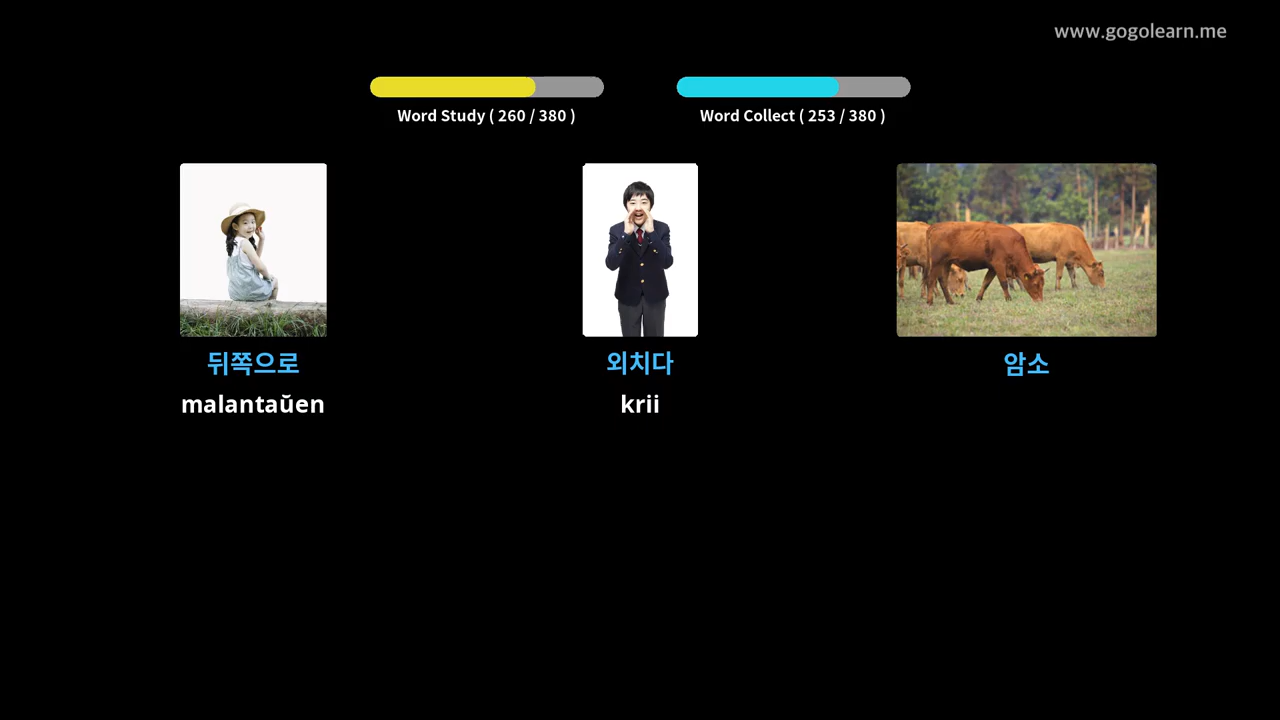 www.gogolearn.me
Word Study ( 260 / 380 )
Word Collect ( 253 / 380 )
뒤쪽으로
외치다
암소
malantaŭen
krii